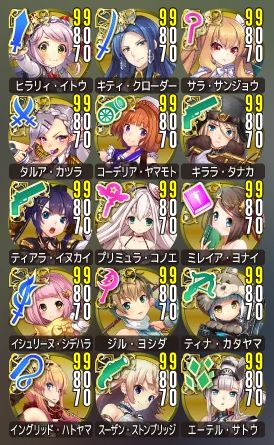 99 99 99
80 80 80
70 70 70
ヒラリィ・イトウ キティ・クローダー サラ・サンジョウ
99 99 99
80 80 80
70 70 70
タルア・カツラ コーデリア・ヤマモト キララ・タナカ
99 99 99
80 80 80
70 70 70
ティアラ・イヌカイ プリミュラ・コノエ ミレイア・ヨナイ
99 99 99
80 80 80
70 70 70
イシュリーヌ・シデハラ ジル・ヨシダ ティナ・カタヤマ
99 99 99
80 80 80
70 70 70
イングリッド・ハトヤマ スーザン・ストンブリッジ エーテル・サトウ